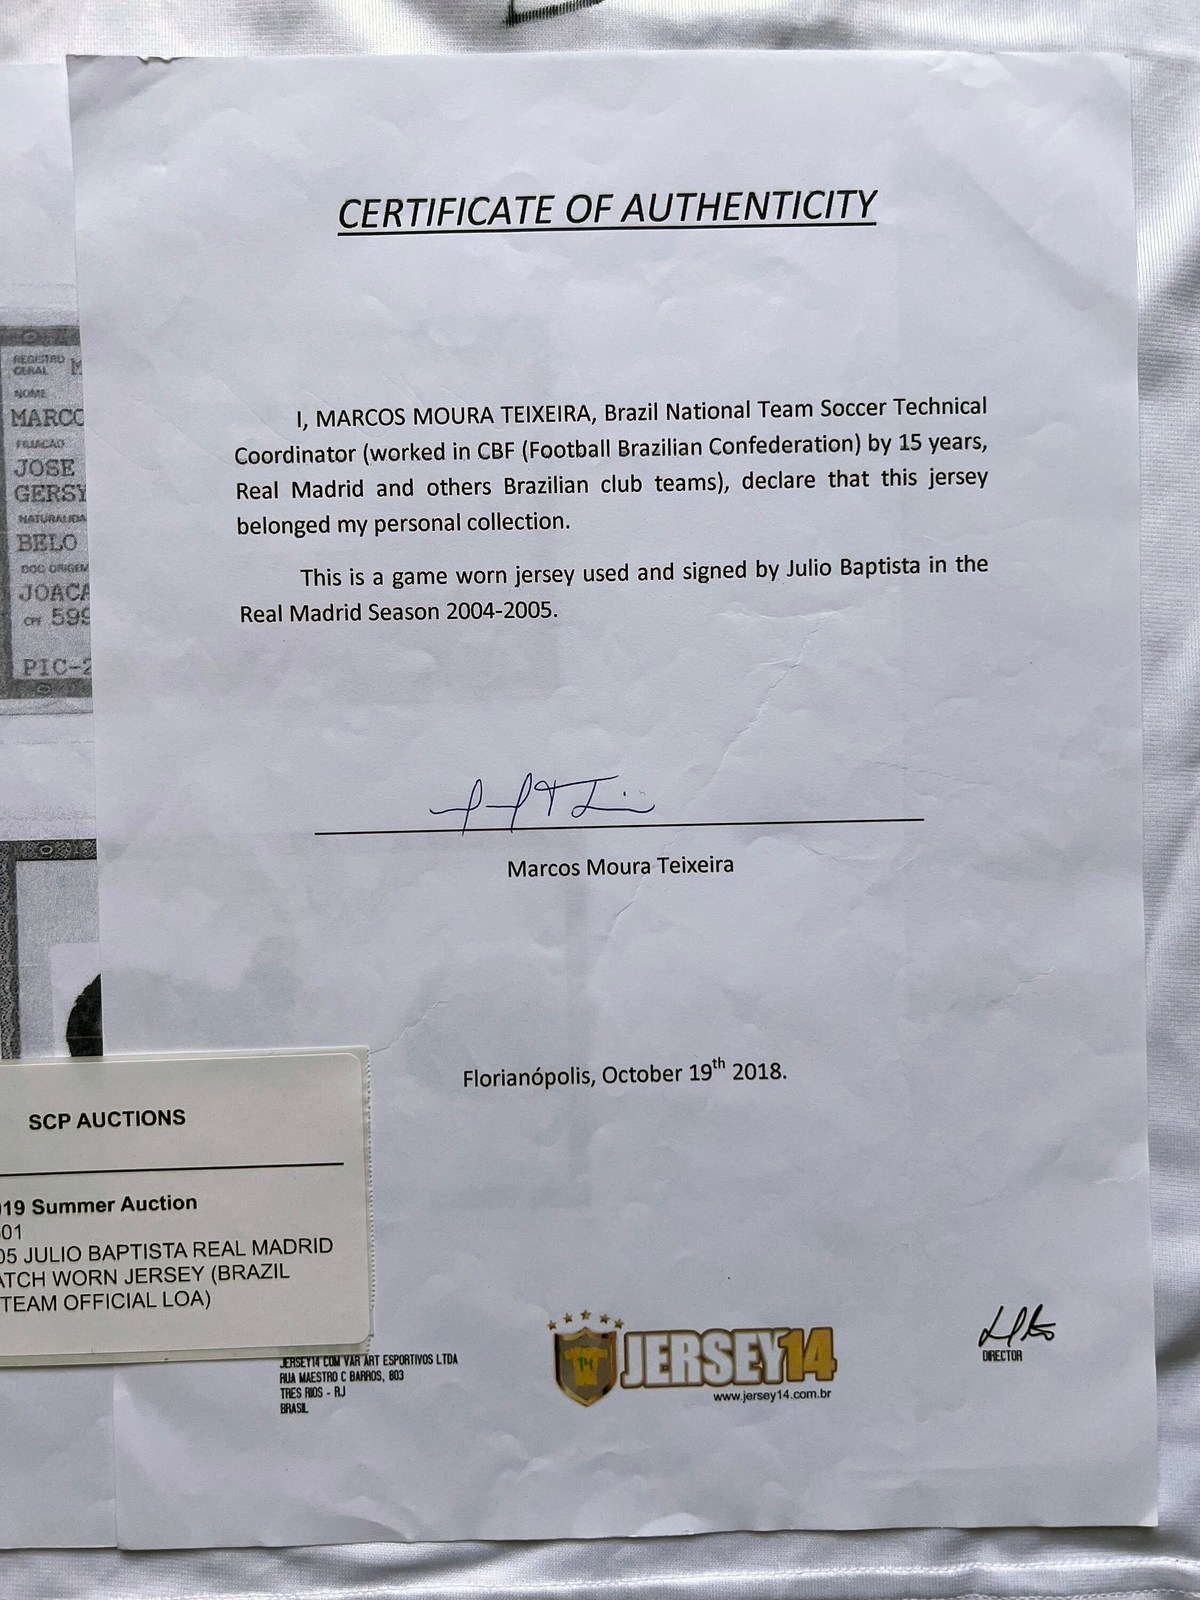 CERTIFICATE OF AUTHENTICITY
I, MARCOS MOURA TEIXEIRA, Brazil National Team Soccer Technical
Coordinator (worked in CBF (Football Brazilian Confederation) by 15 years,
Real Madrid and others Brazilian club teams), declare that this jersey
belonged my personal collection.
This is a game worn jersey used and signed by Julio Baptista in the
Real Madrid Season 2004-2005.
Marcos Moura Teixeira
Florianópolis, October 19th 2018.
REGISTRO
GERAL M
NOME
MARCO
FILIACAO
JOSE
GERSY
NATURALIDA
BELO
DOC ORIGEM
JOACA
CPF 599
PIC-2
SCP AUCTIONS
19 Summer Auction
01
05 JULIO BAPTISTA REAL MADRID
ATCH WORN JERSEY (BRAZIL
TEAM OFFICIAL LOA)
JERSEY14 COM VAR ART ESPORTIVOS LTDA
RUA MAESTRO C BARROS, 803
TRES RIOS - RJ
BRASIL
14
JERSEY14
www.jersey14.com.br
DIRECTOR